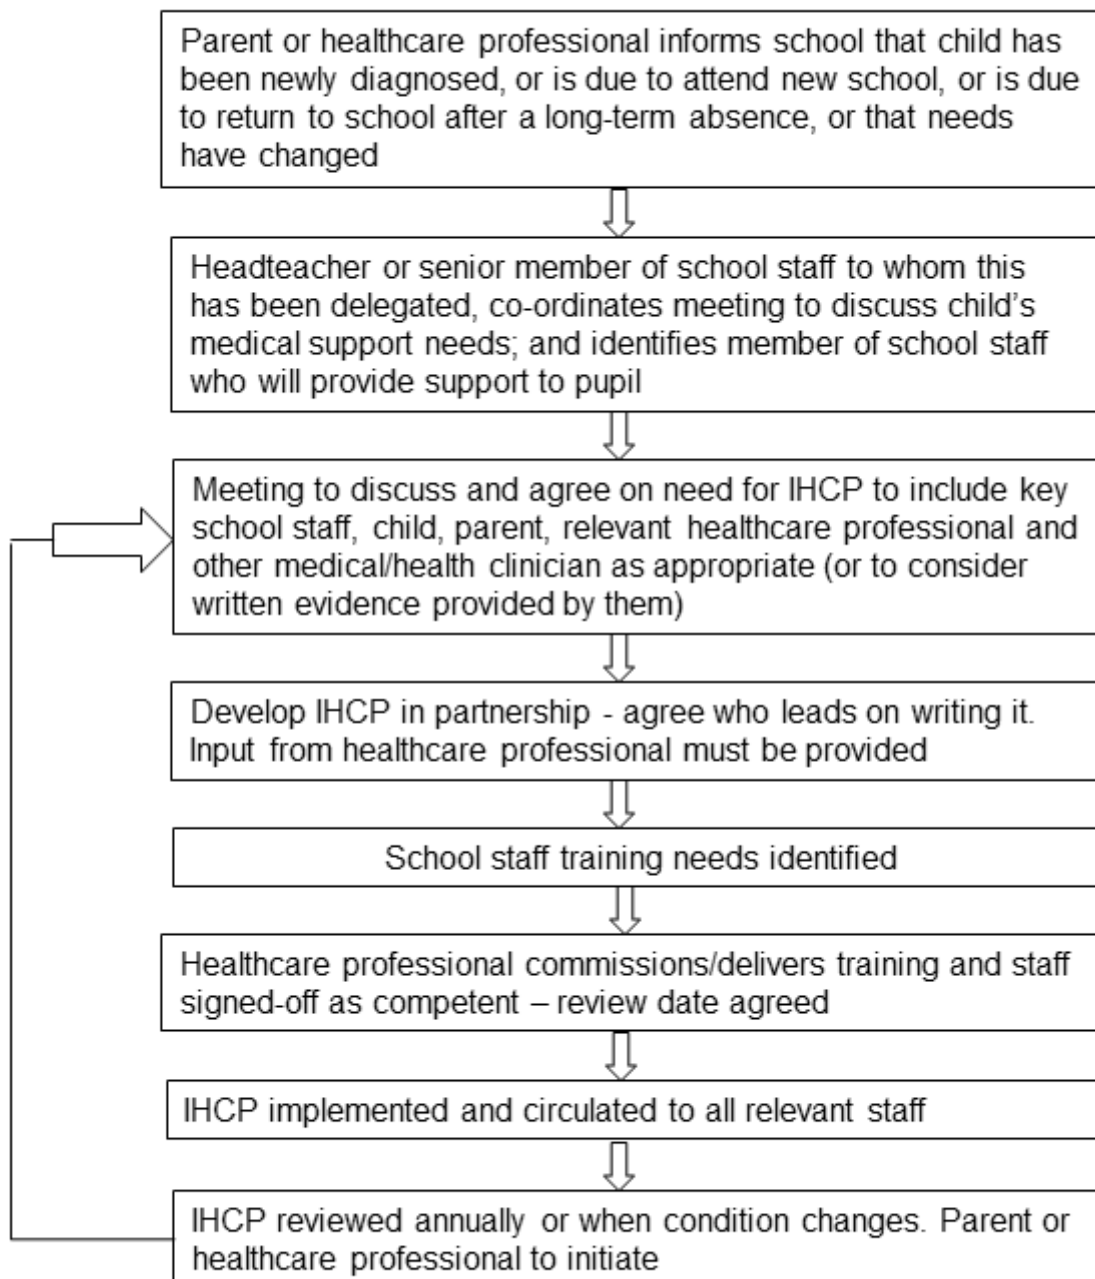 Parent or healthcare professional informs school that child has
been newly diagnosed, or is due to attend new school, or is due
to return to school after a long-term absence, or that needs
have changed
Headteacher or senior member of school staff to whom this
has been delegated, co-ordinates meeting to discuss child's
medical support needs; and identifies member of school staff
who will provide support to pupil
Meeting to discuss and agree on need for IHCP to include key
school staff, child, parent, relevant healthcare professional and
other medical/health clinician as appropriate (or to consider
written evidence provided by them)
Develop IHCP in partnership - agree who leads on writing it.
Input from healthcare professional must be provided
School staff training needs identified
Healthcare professional commissions/delivers training and staff
signed-off as competent – review date agreed
IHCP implemented and circulated to all relevant staff
IHCP reviewed annually or when condition changes. Parent or
healthcare professional to initiate